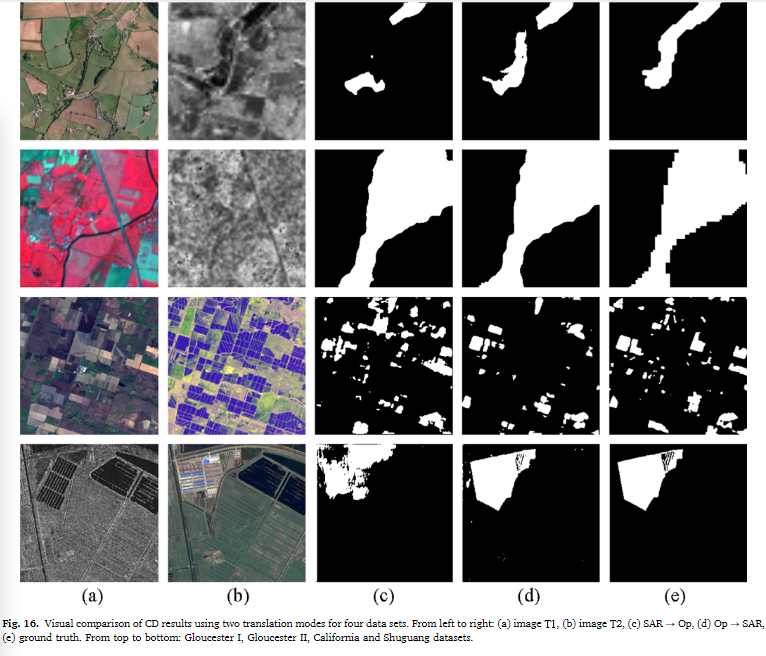 (a) (b) (c) (d) (e)
Fig. 16. Visual comparison of CD results using two translation modes for four data sets. From left to right: (a) image T1, (b) image T2, (c) SAR → Op, (d) Op → SAR,
(e) ground truth. From top to bottom: Gloucester I, Gloucester II, California and Shuguang datasets.